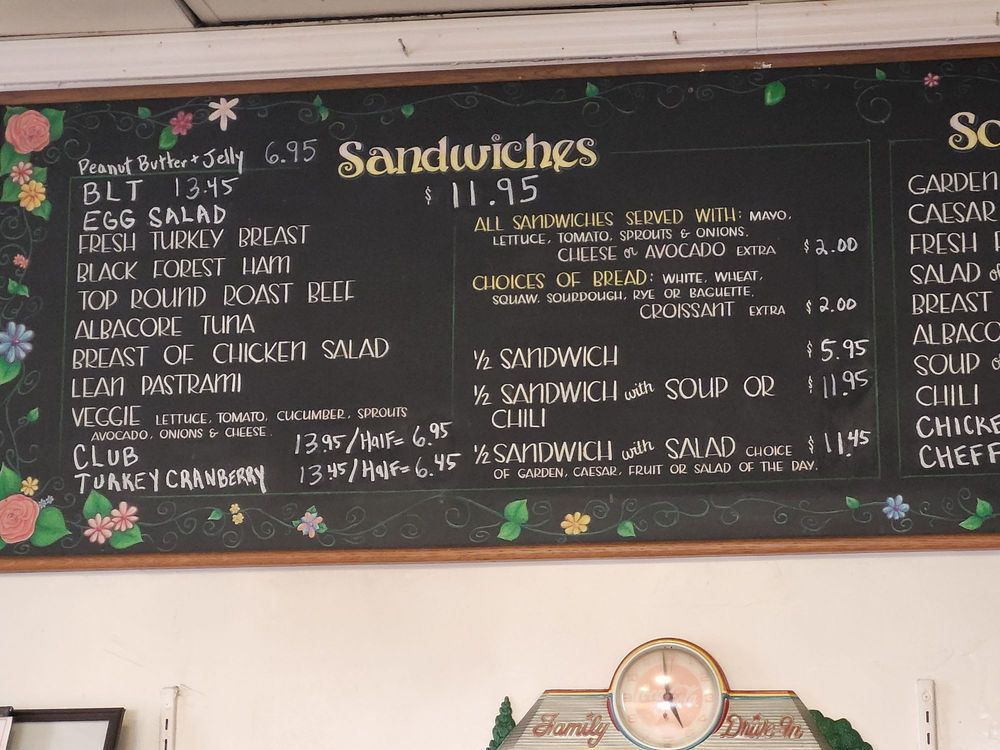 Peanut Butter + Jelly 6.95
Sandwiches
$ 11.95
BLT 13.45
EGG SALAD
FRESH TURKEY BREAST
BLACK FOREST HAM
TOP ROUND ROAST BEEF
ALBACORE TUNA
BREAST OF CHICKEN SALAD
LEAN PASTRAMI
VEGGIE LETTUCE, TOMATO, CUCUMBER, SPROUTS
AVOCADO, ONIONS & CHEESE.
CLUB 13.95/Half= 6.95
TURKEY CRANBERRY 13.45/Half= 6.45
ALL SANDWICHES SERVED WITH: MAYO,
LETTUCE, TOMATO, SPROUTS & ONIONS.
CHEESE or AVOCADO EXTRA $ 2.00
CHOICES OF BREAD: WHITE, WHEAT,
SQUAW, SOURDOUGH, RYE OR BAGUETTE,
CROISSANT EXTRA $ 2.00
½ SANDWICH $ 5.95
½ SANDWICH with SOUP OR $ 11.95
CHILI
½ SANDWICH with SALAD CHOICE $ 11.45
OF GARDEN, CAESAR, FRUIT OR SALAD OF THE DAY.
GARDEN
CAESAR
FRESH
SALAD
BREAST
ALBACO
SOUP
CHILI
CHICKE
CHEFF
Family Drive-In